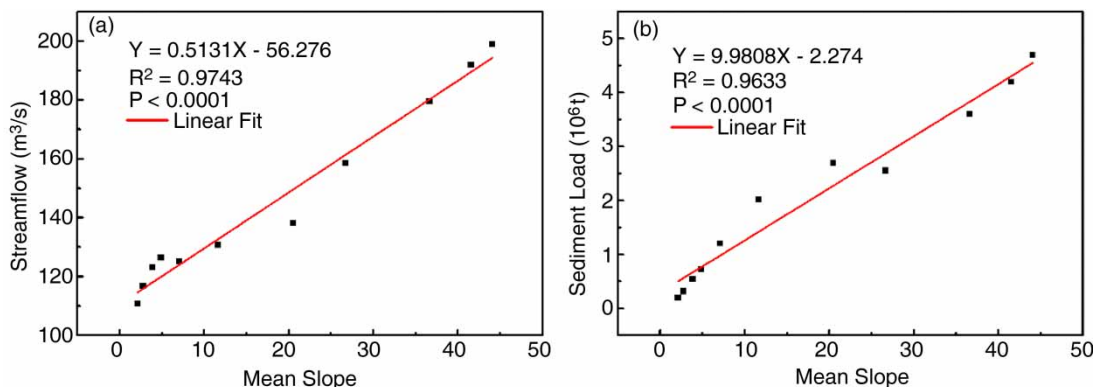 (a)
Y = 0.5131X - 56.276
R² = 0.9743
P < 0.0001
Linear Fit
Streamflow (m³/s)
200
180
160
140
120
100
0 10 20 30 40 50
Mean Slope
(b)
Y = 9.9808X - 2.274
R² = 0.9633
P < 0.0001
Linear Fit
Sediment Load (10⁶t)
5
4
3
2
1
0
0 10 20 30 40 50
Mean Slope